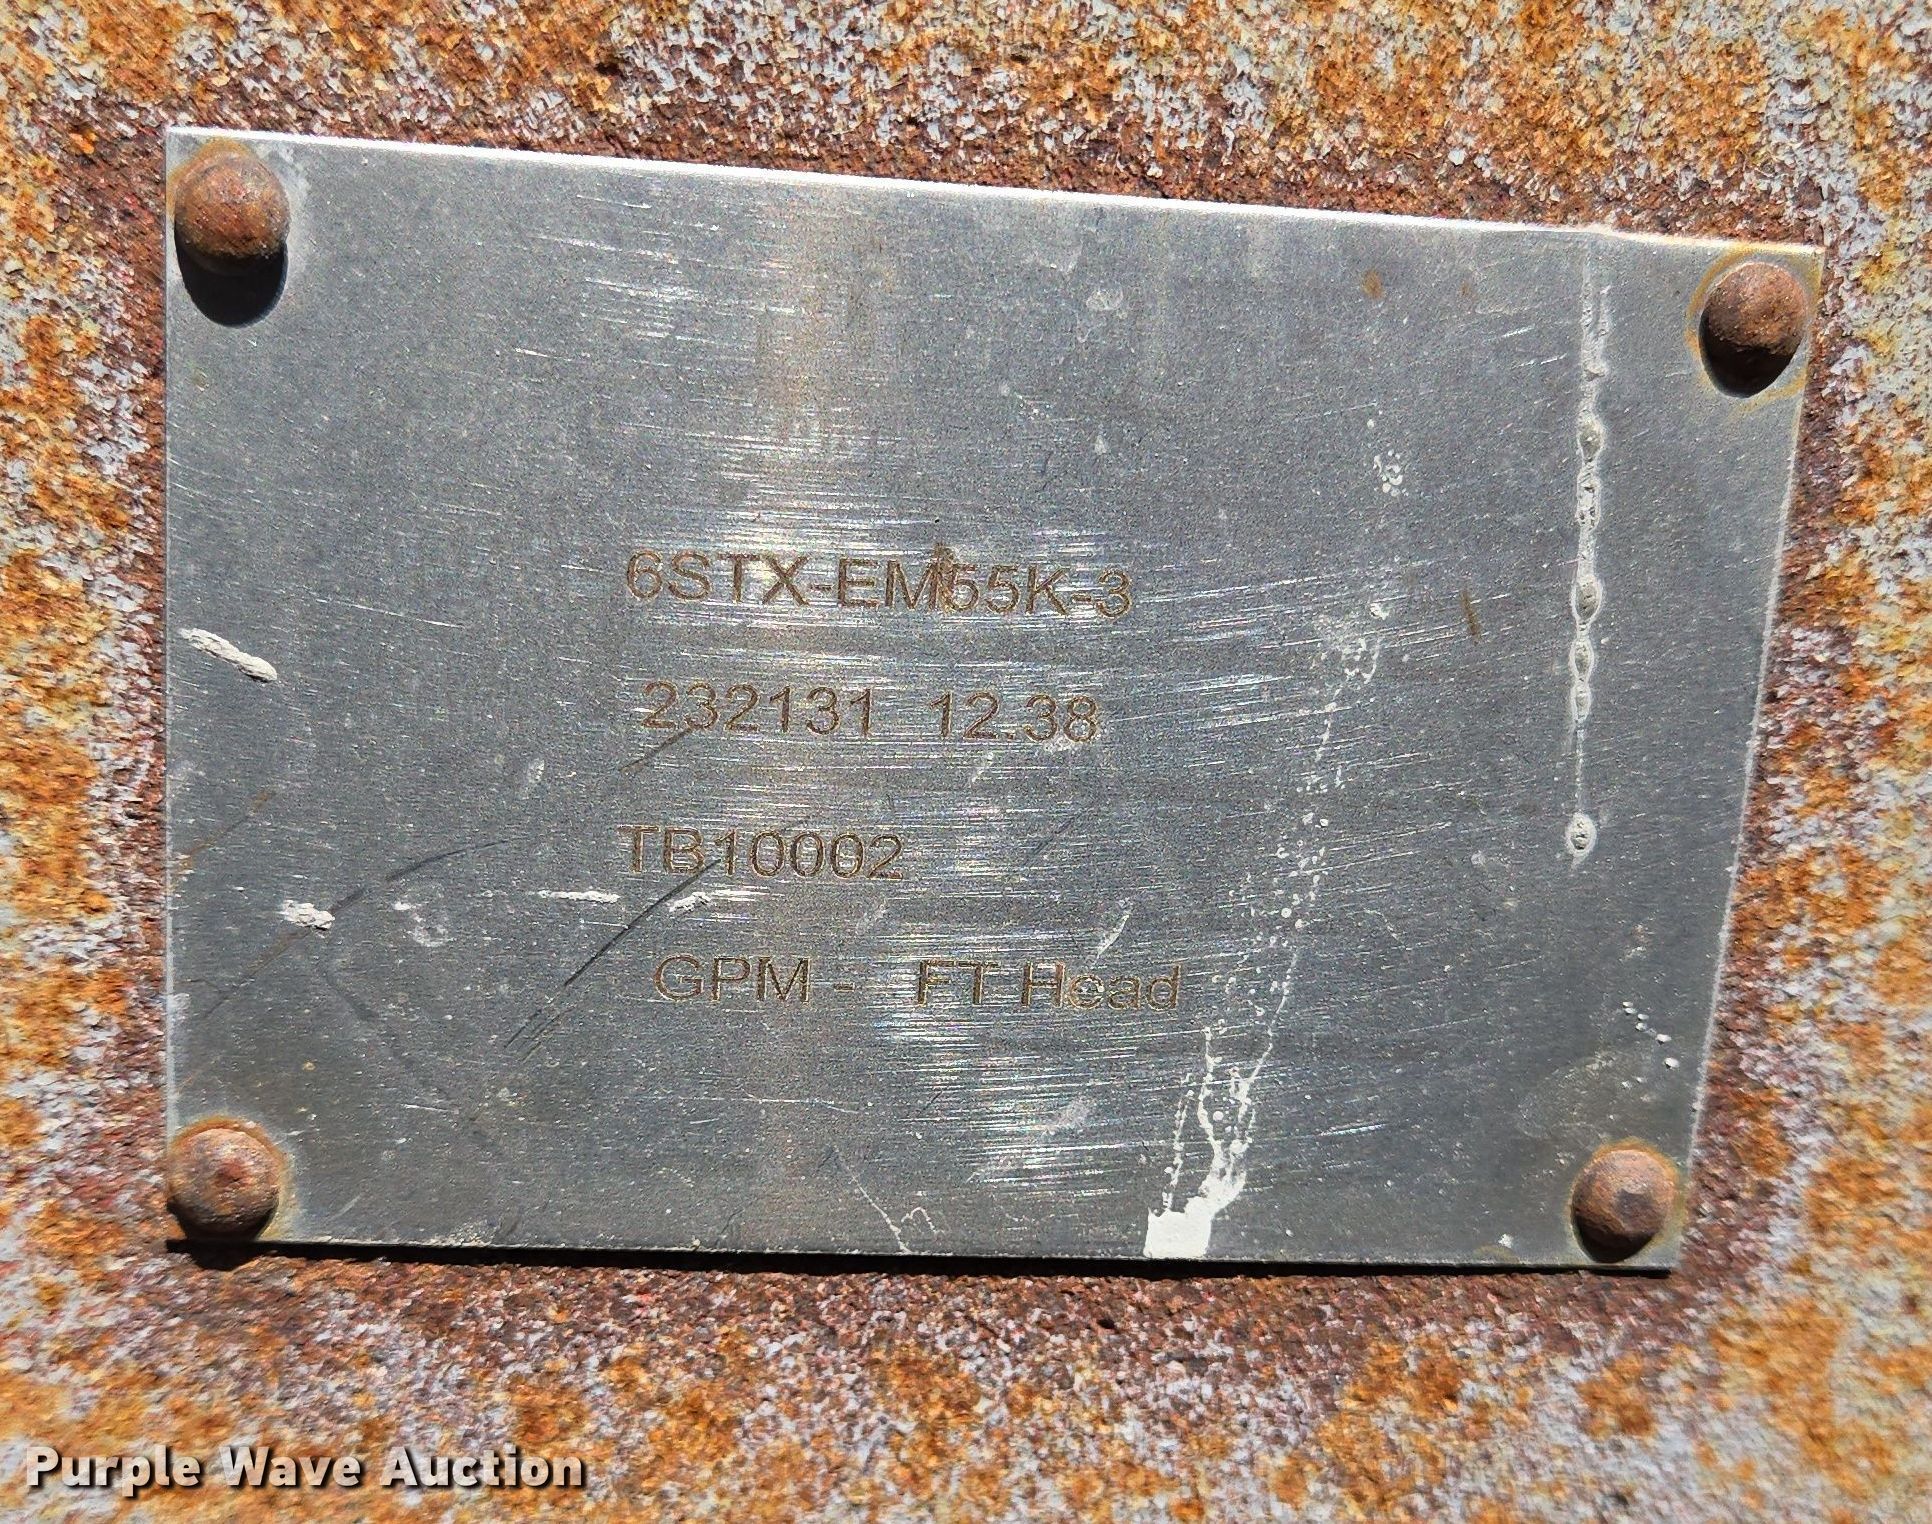 6STX-EM55K-3
232131 12.38
TB10002
GPM - FT Head
Purple Wave Auction